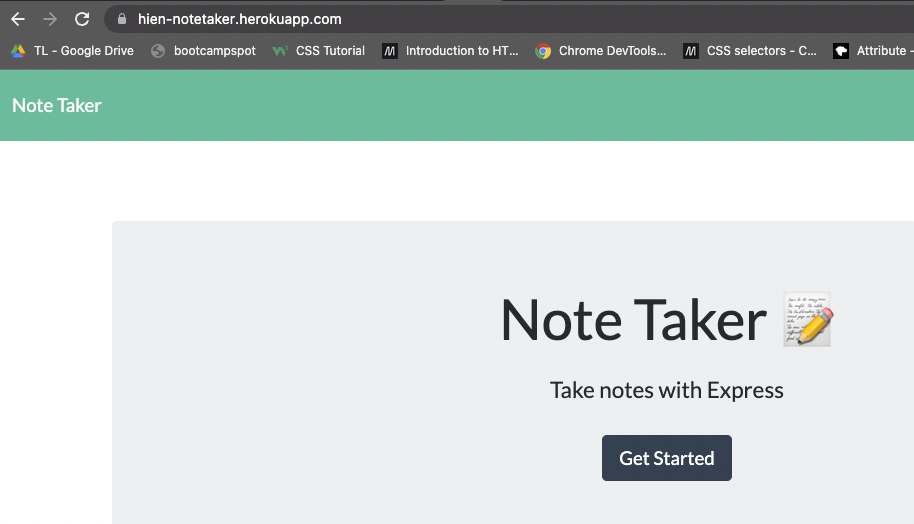 hien-notetaker.herokuapp.com
TL - Google Drive bootcampspot CSS Tutorial Introduction to HT... Chrome DevTools... CSS selectors - C... Attribute -
Note Taker
Note Taker
Take notes with Express
Get Started